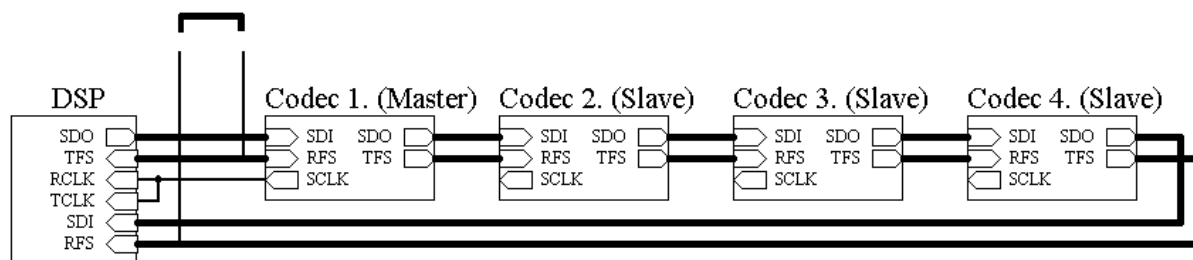 DSP
SDO
TFS
RCLK
TCLK
SDI
RFS
Codec 1. (Master)
SDI SDO
RFS TFS
SCLK
Codec 2. (Slave)
SDI SDO
RFS TFS
SCLK
Codec 3. (Slave)
SDI SDO
RFS TFS
SCLK
Codec 4. (Slave)
SDI SDO
RFS TFS
SCLK